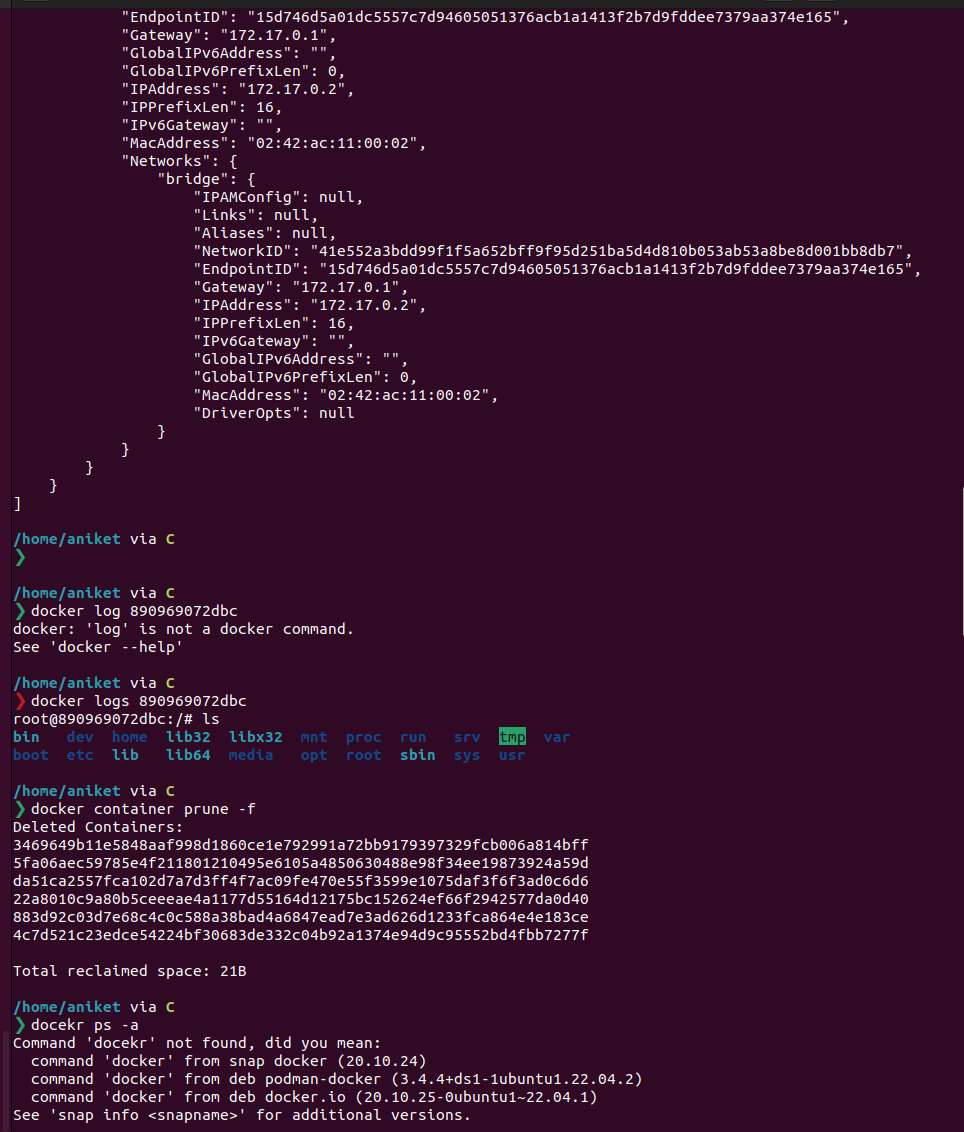 "EndpointID": "15d746d5a01dc5557c7d94605051376acb1a1413f2b7d9fddee7379aa374e165",
"Gateway": "172.17.0.1",
"GlobalIPv6Address": "",
"GlobalIPv6PrefixLen": 0,
"IPAddress": "172.17.0.2",
"IPPrefixLen": 16,
"IPv6Gateway": "",
"MacAddress": "02:42:ac:11:00:02",
"Networks": {
"bridge": {
"IPAMConfig": null,
"Links": null,
"Aliases": null,
"NetworkID": "41e552a3bdd99f1f5a652bff9f95d251ba5d4d810b053ab53a8be8d001bb8db7",
"EndpointID": "15d746d5a01dc5557c7d94605051376acb1a1413f2b7d9fddee7379aa374e165",
"Gateway": "172.17.0.1",
"IPAddress": "172.17.0.2",
"IPPrefixLen": 16,
"IPv6Gateway": "",
"GlobalIPv6Address": "",
"GlobalIPv6PrefixLen": 0,
"MacAddress": "02:42:ac:11:00:02",
"DriverOpts": null
}
}
}
}
]
/home/aniket via C
❯
/home/aniket via C
❯ docker log 890969072dbc
docker: 'log' is not a docker command.
See 'docker --help'
/home/aniket via C
❯ docker logs 890969072dbc
root@890969072dbc:/# ls
bin dev home lib32 libx32 mnt proc run srv tmp var
boot etc lib lib64 media opt root sbin sys usr
/home/aniket via C
❯ docker container prune -f
Deleted Containers:
3469649b11e5848aaf998d1860ce1e792991a72bb9179397329fcb006a814bff
5fa06aec59785e4f211801210495e6105a4850630488e98f34ee19873924a59d
da51ca2557fca102d7a7d3ff4f7ac09fe470e55f3599e1075daf3f6f3ad0c6d6
22a8010c9a80b5ceeeae4a1177d55164d12175bc152624ef66f2942577da0d40
883d92c03d7e68c4c0c588a38bad4a6847ead7e3ad626d1233fca864e4e183ce
4c7d521c23edce54224bf30683de332c04b92a1374e94d9c95552bd4fbb7277f
Total reclaimed space: 21B
/home/aniket via C
❯ docekr ps -a
Command 'docekr' not found, did you mean:
command 'docker' from snap docker (20.10.24)
command 'docker' from deb podman-docker (3.4.4+ds1-1ubuntu1.22.04.2)
command 'docker' from deb docker.io (20.10.25-0ubuntu1~22.04.1)
See 'snap info <snapname>' for additional versions.